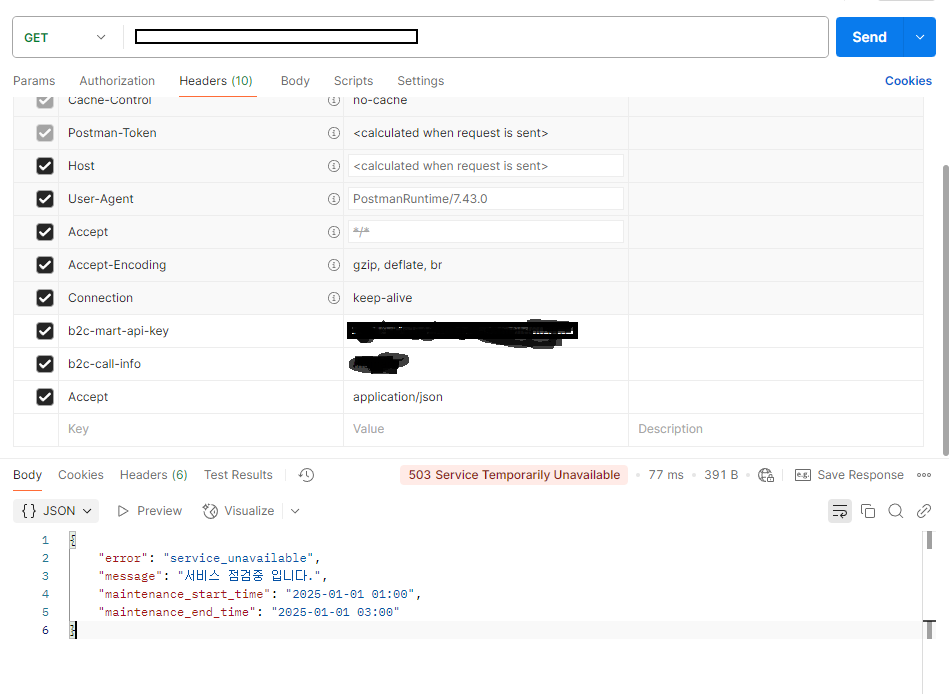 GET
Send
Params Authorization Headers (10) Body Scripts Settings Cookies
Cache-Control no-cache
Postman-Token <calculated when request is sent>
Host <calculated when request is sent>
User-Agent PostmanRuntime/7.43.0
Accept */*
Accept-Encoding gzip, deflate, br
Connection keep-alive
b2c-mart-api-key
b2c-call-info
Accept application/json
Key Value Description
Body Cookies Headers (6) Test Results 503 Service Temporarily Unavailable • 77 ms • 391 B • e.g. Save Response
{} JSON Preview Visualize
1 {
2 "error": "service_unavailable",
3 "message": "서비스 점검중 입니다.",
4 "maintenance_start_time": "2025-01-01 01:00",
5 "maintenance_end_time": "2025-01-01 03:00"
6 }